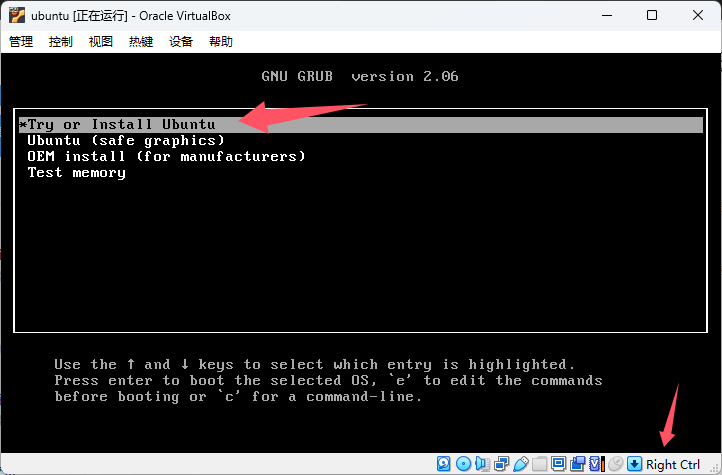 ubuntu [正在运行] - Oracle VirtualBox
管理 控制 视图 热键 设备 帮助
GNU GRUB  version 2.06
*Try or Install Ubuntu
Ubuntu (safe graphics)
OEM install (for manufacturers)
Test memory
Use the ↑ and ↓ keys to select which entry is highlighted.
Press enter to boot the selected OS, `e' to edit the commands
before booting or `c' for a command-line.
Right Ctrl